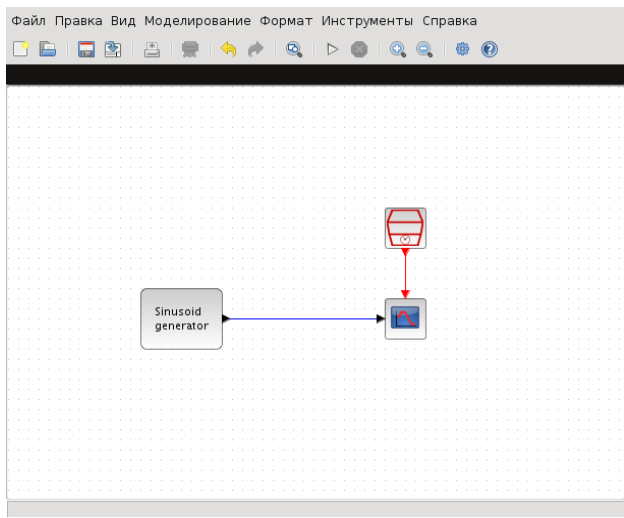 Файл Правка Вид Моделирование Формат Инструменты Справка
Sinusoid
generator